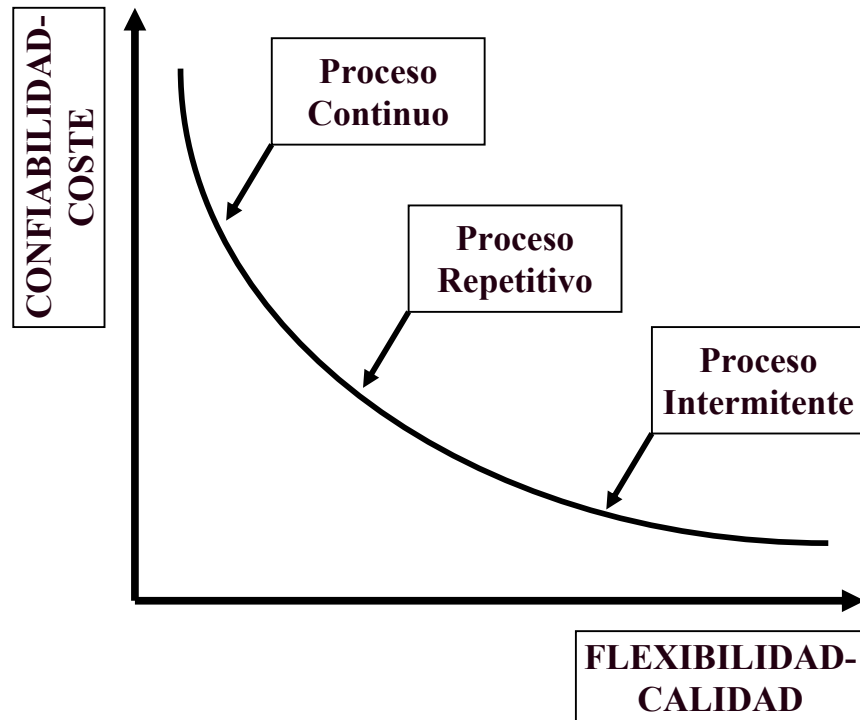 CONFIABILIDAD-
COSTE
Proceso
Continuo
Proceso
Repetitivo
Proceso
Intermitente
FLEXIBILIDAD-
CALIDAD